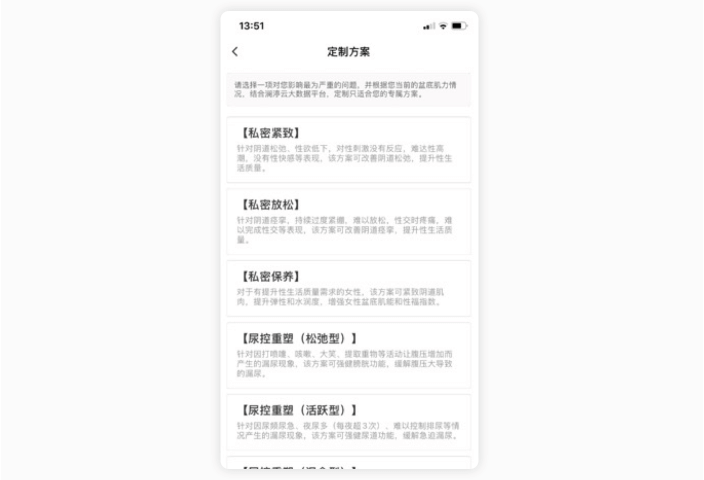 13:51
定制方案
请选择一项对您影响最为严重的问题，并根据您当前的盆底肌力情
况，结合澜渟云大数据平台，定制只适合您的专属方案。
【私密紧致】
针对阴道松弛，性欲低下，对性刺激没有反应，难达性高
潮，没有性快感等表现，该方案可改善阴道松弛，提升性生
活质量。
【私密放松】
针对阴道痉挛，持续过度紧绷，难以放松，性交时疼痛，难
以完成性交等表现，该方案可改善阴道痉挛，提升性生活质
量。
【私密保养】
对于有提升性生活质量需求的女性，该方案可紧致阴道肌
肉，提升弹性和水润度，增强女性盆底肌能和性福指数。
【尿控重塑（松弛型）】
针对因打喷嚏、咳嗽、大笑、提取重物等活动让腹压增加而
产生的漏尿现象，该方案可强健膀胱功能，缓解腹压大导致
的漏尿。
【尿控重塑（活跃型）】
针对因尿频尿急，夜尿多（每夜超3次），难以控制排尿等情
况产生的漏尿现象，该方案可强健尿道功能，缓解急迫漏尿。